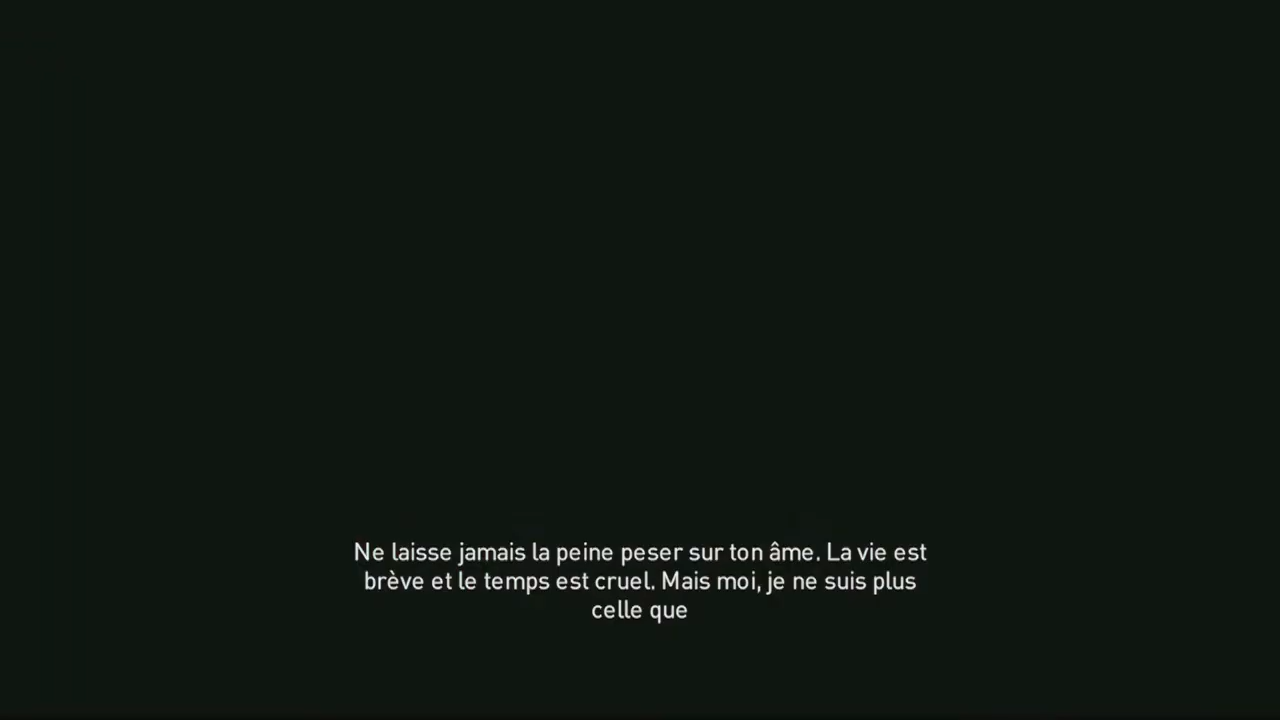 Ne laisse jamais la peine peser sur ton âme. La vie est
brève et le temps est cruel. Mais moi, je ne suis plus
celle que